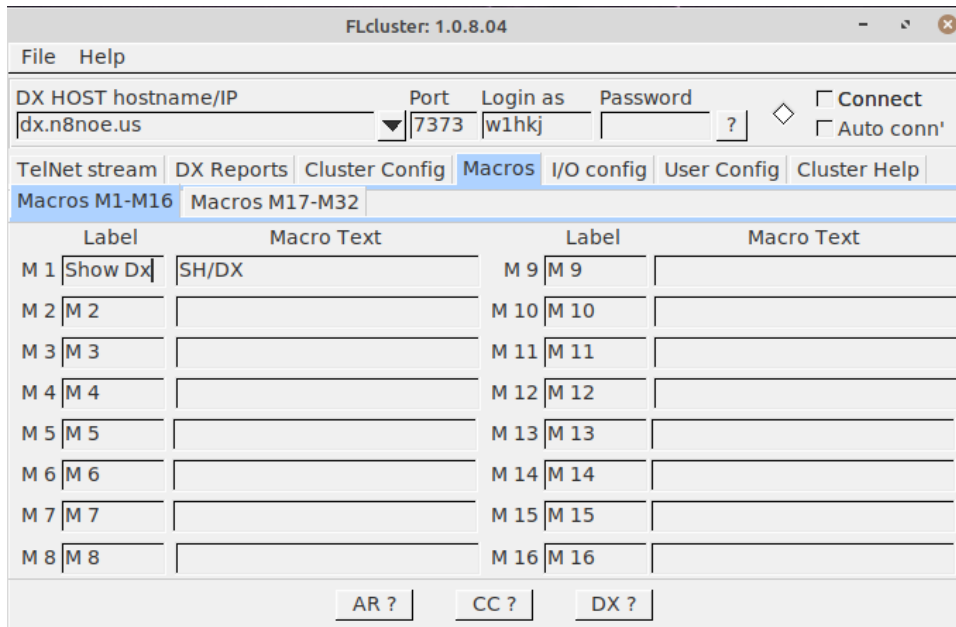 FLcluster: 1.0.8.04
File Help
DX HOST hostname/IP Port Login as Password
dx.n8noe.us 7373 w1hkj ? Connect
Auto conn'
TelNet stream DX Reports Cluster Config Macros I/O config User Config Cluster Help
Macros M1-M16 Macros M17-M32
Label Macro Text Label Macro Text
M 1 Show Dx SH/DX M 9 M 9
M 2 M 2 M 10 M 10
M 3 M 3 M 11 M 11
M 4 M 4 M 12 M 12
M 5 M 5 M 13 M 13
M 6 M 6 M 14 M 14
M 7 M 7 M 15 M 15
M 8 M 8 M 16 M 16
AR ? CC ? DX ?